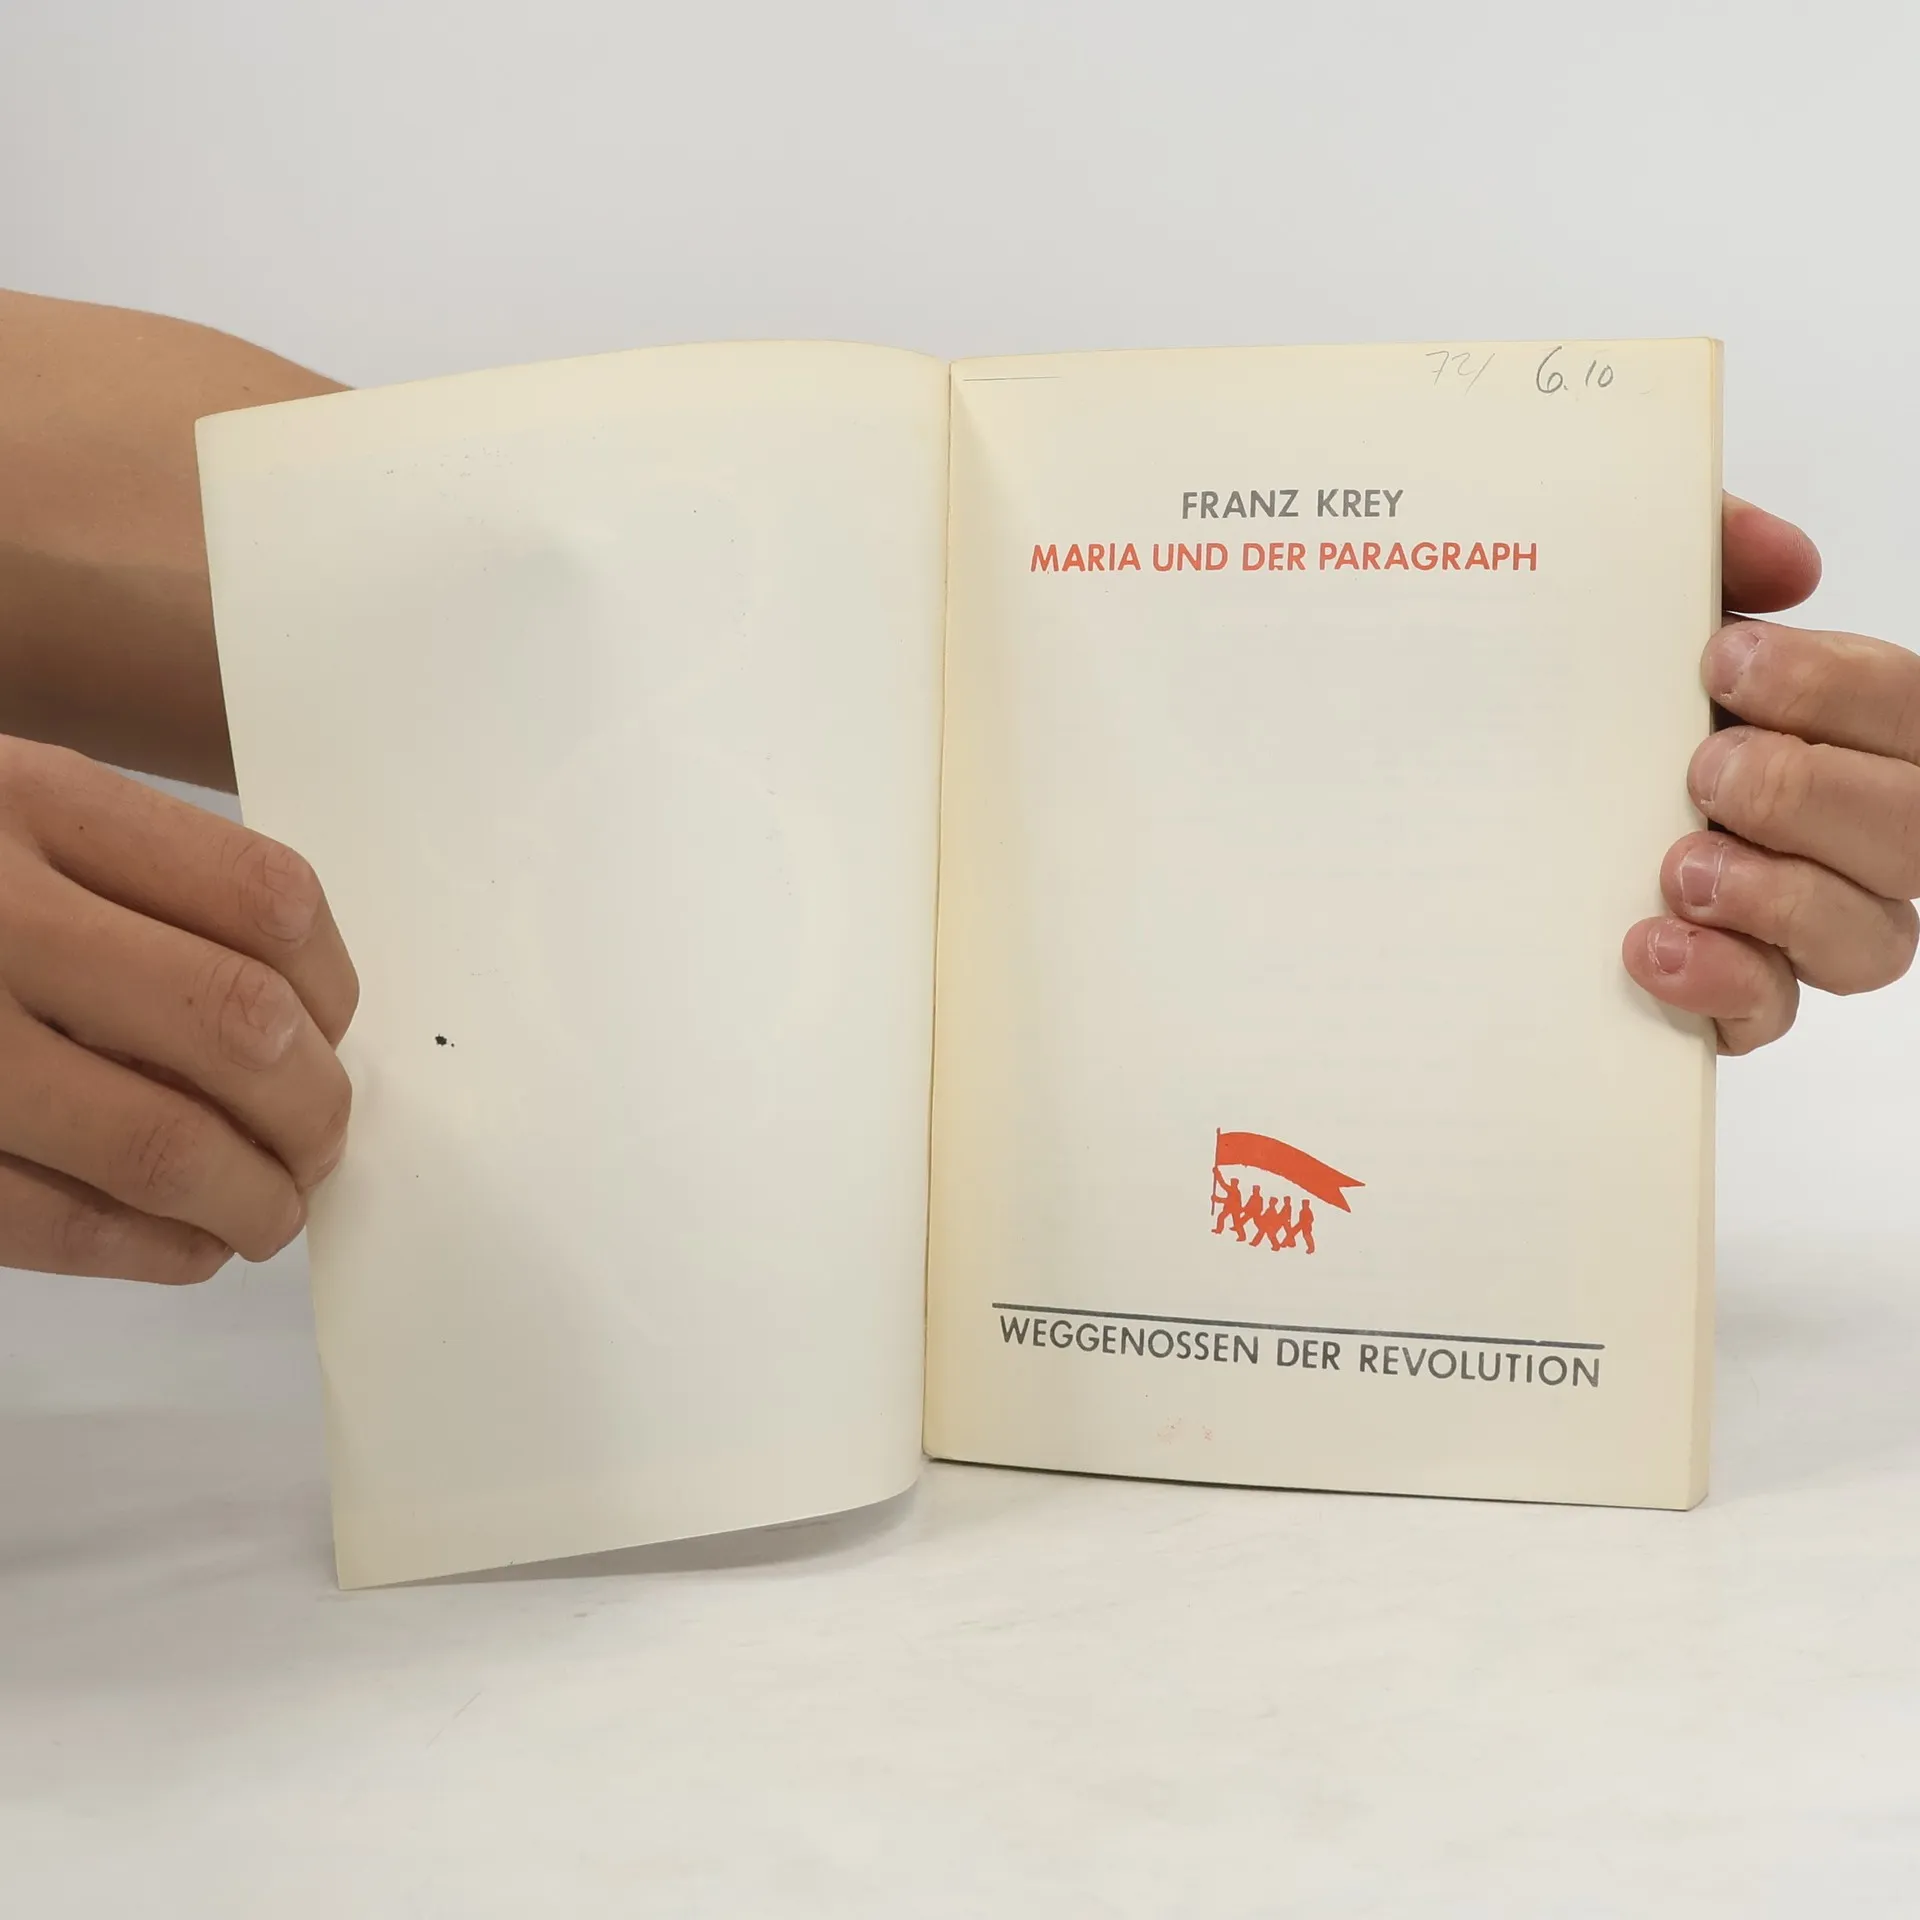 72/ 6.10
FRANZ KREY
MARIA UND DER PARAGRAPH
WEGGENOSSEN DER REVOLUTION